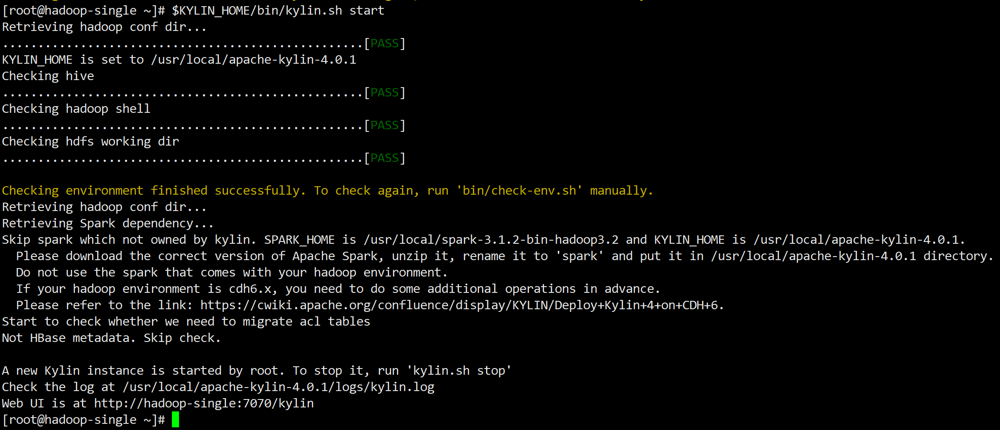 [root@hadoop-single ~]# $KYLIN_HOME/bin/kylin.sh start
Retrieving hadoop conf dir...
...................................................[PASS]
KYLIN_HOME is set to /usr/local/apache-kylin-4.0.1
Checking hive
...................................................[PASS]
Checking hadoop shell
...................................................[PASS]
Checking hdfs working dir
...................................................[PASS]

Checking environment finished successfully. To check again, run 'bin/check-env.sh' manually.
Retrieving hadoop conf dir...
Retrieving Spark dependency...
Skip spark which not owned by kylin. SPARK_HOME is /usr/local/spark-3.1.2-bin-hadoop3.2 and KYLIN_HOME is /usr/local/apache-kylin-4.0.1.
  Please download the correct version of Apache Spark, unzip it, rename it to 'spark' and put it in /usr/local/apache-kylin-4.0.1 directory.
  Do not use the spark that comes with your hadoop environment.
  If your hadoop environment is cdh6.x, you need to do some additional operations in advance.
  Please refer to the link: https://cwiki.apache.org/confluence/display/KYLIN/Deploy+Kylin+4+on+CDH+6.
Start to check whether we need to migrate acl tables
Not HBase metadata. Skip check.

A new Kylin instance is started by root. To stop it, run 'kylin.sh stop'
Check the log at /usr/local/apache-kylin-4.0.1/logs/kylin.log
Web UI is at http://hadoop-single:7070/kylin
[root@hadoop-single ~]#